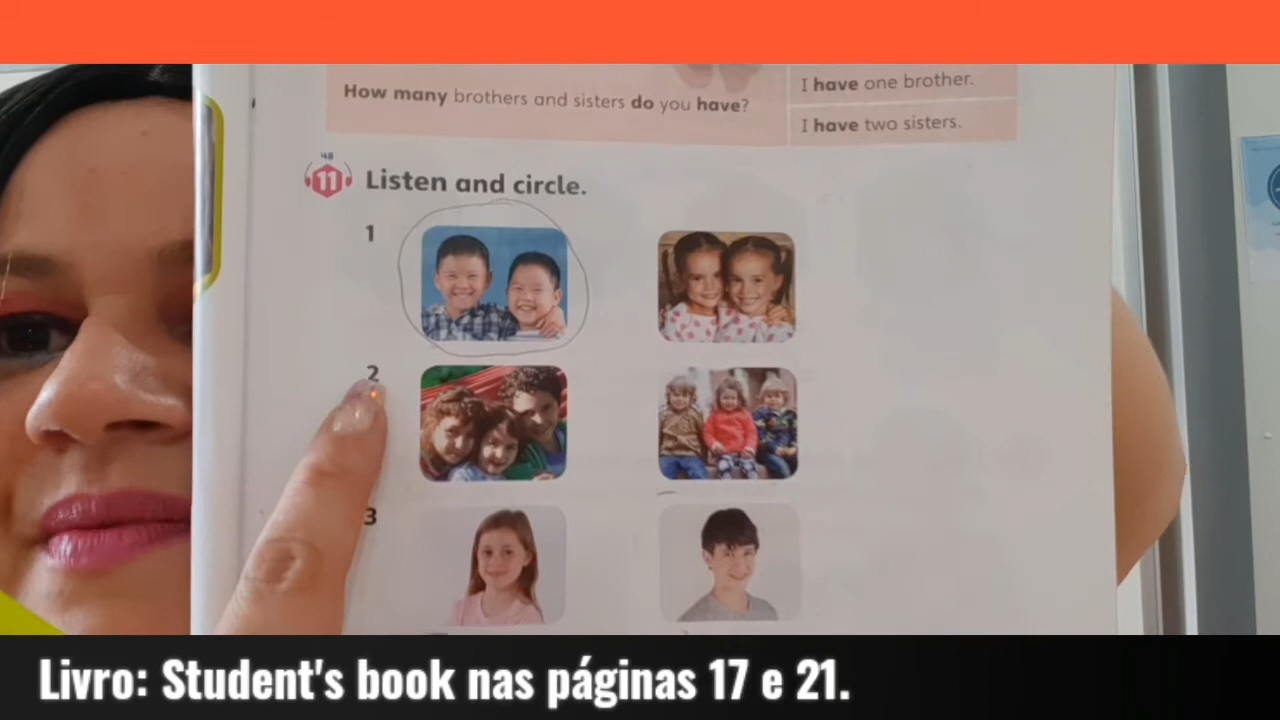 I have one brother.
How many brothers and sisters do you have?
I have two sisters.
48
11 Listen and circle.
1
2
3
Livro: Student's book nas páginas 17 e 21.